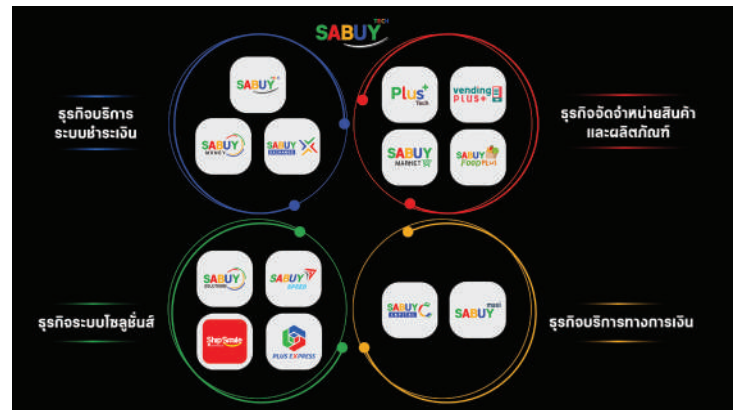 SABUY TECH
ธุรกิจบริการ
ระบบชำระเงิน
SABUY
SABUY
MONEY
SABUY
EXCHANGE
Plus+
Tech
vending
PLUS+
SABUY
MARKET
SABUY
FOOD PLUS
ธุรกิจจัดจำหน่ายสินค้า
และผลิตภัณฑ์
ธุรกิจระบบโซลูชั่นส์
SABUY
SOLUTIONS
SABUY
SPEED
ShipSmile
PLUS EXPRESS
SABUY
CAPITAL
SABUY maxi
ธุรกิจบริการทางการเงิน